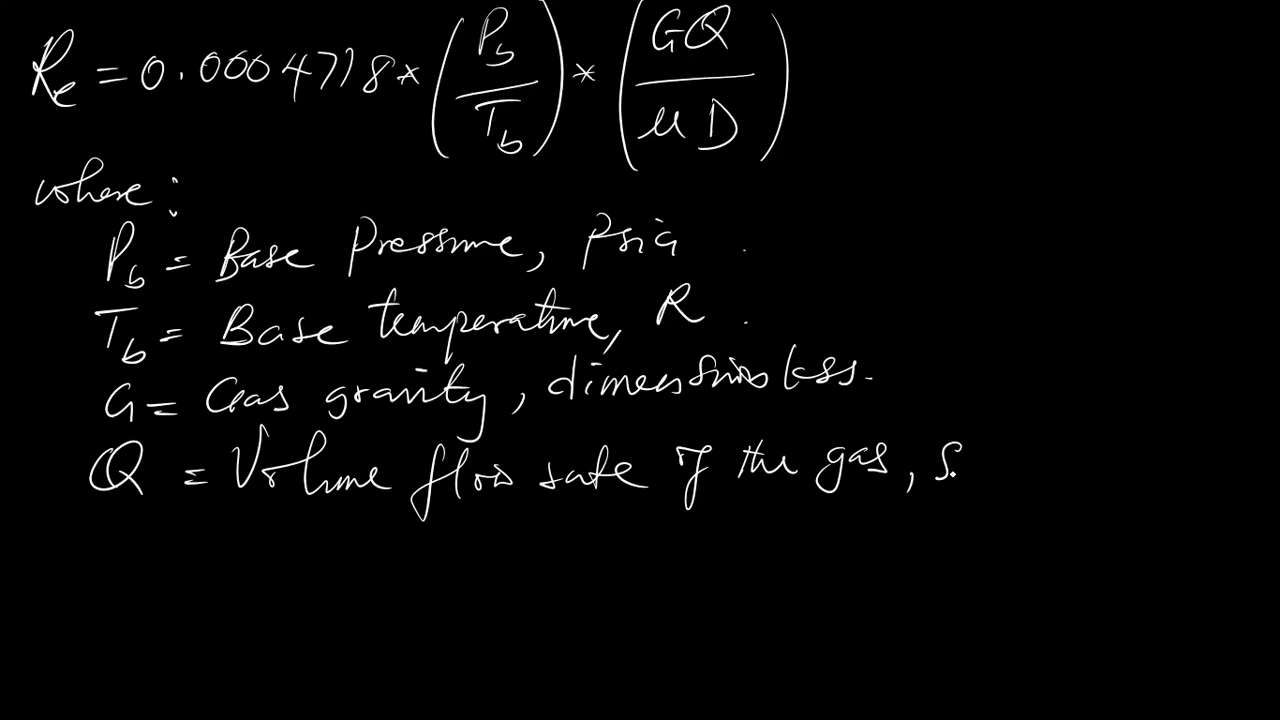 Re = 0.0004778 * (Pb / Tb) * (GQ / μD)
where:
Pb = Base Pressure, psia.
Tb = Base temperature, R.
G = Gas gravity, dimensionless.
Q = Volume flow rate of the gas, S.